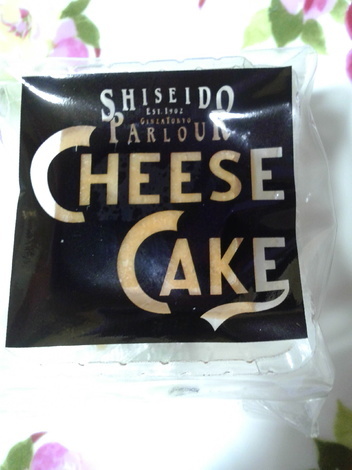 SHISEIDO
EST. 1902
GINZA TOKYO
PARLOUR
CHEESE
CAKE